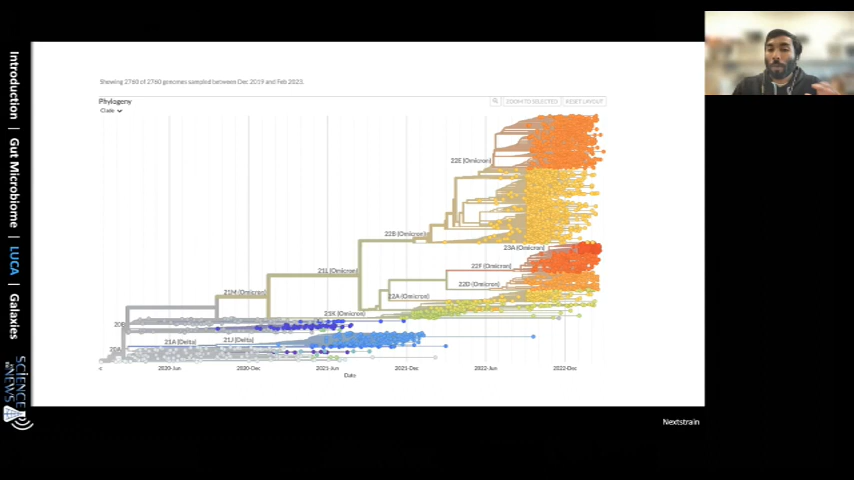 Introduction | Gut Microbiome | LUCA | Galaxies
SCIENCE
NEWS
Showing 2760 of 2760 genomes sampled between Dec 2019 and Feb 2023.
Phylogeny
Clade
ZOOM TO SELECTED
RESET LAYOUT
22E (Omicron)
22B (Omicron)
23A (Omicron)
22F (Omicron)
21L (Omicron)
22D (Omicron)
21M (Omicron)
22A (Omicron)
21K (Omicron)
21A (Delta)
21J (Delta)
2020-Jun
2020-Dec
2021-Jun
2021-Dec
2022-Jun
2022-Dec
Date
Nextstrain